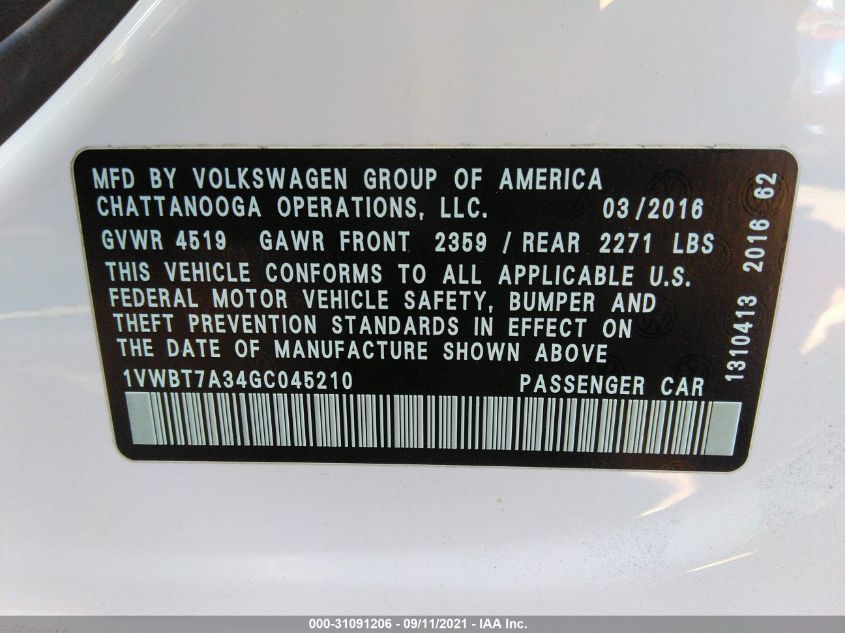 MFD BY VOLKSWAGEN GROUP OF AMERICA
CHATTANOOGA OPERATIONS, LLC. 03/2016
GVWR 4519 GAWR FRONT 2359 / REAR 2271 LBS
THIS VEHICLE CONFORMS TO ALL APPLICABLE U.S.
FEDERAL MOTOR VEHICLE SAFETY, BUMPER AND
THEFT PREVENTION STANDARDS IN EFFECT ON
THE DATE OF MANUFACTURE SHOWN ABOVE
1VWBT7A34GC045210 PASSENGER CAR
1310413 2016 62
000-31091206 - 09/11/2021 - IAA Inc.